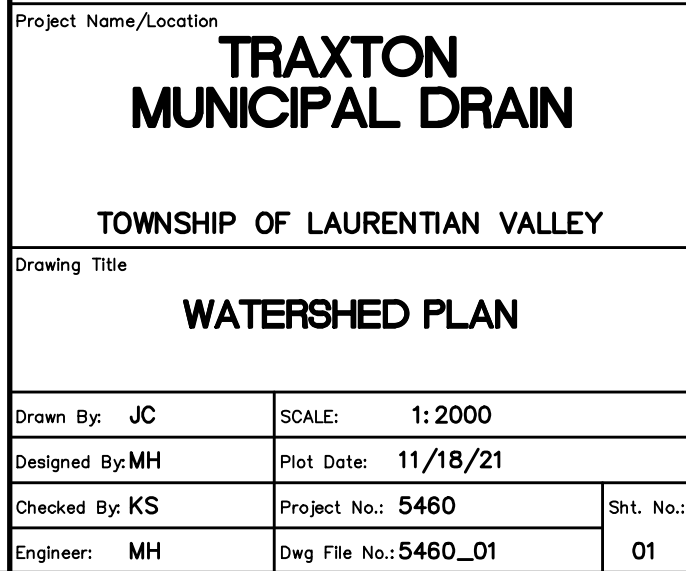 Project Name/Location
TRAXTON
MUNICIPAL DRAIN
TOWNSHIP OF LAURENTIAN VALLEY
Drawing Title
WATERSHED PLAN
Drawn By: JC
SCALE: 1:2000
Designed By: MH
Plot Date: 11/18/21
Checked By: KS
Project No.: 5460
Sht. No.:
Engineer: MH
Dwg File No.: 5460_01
01